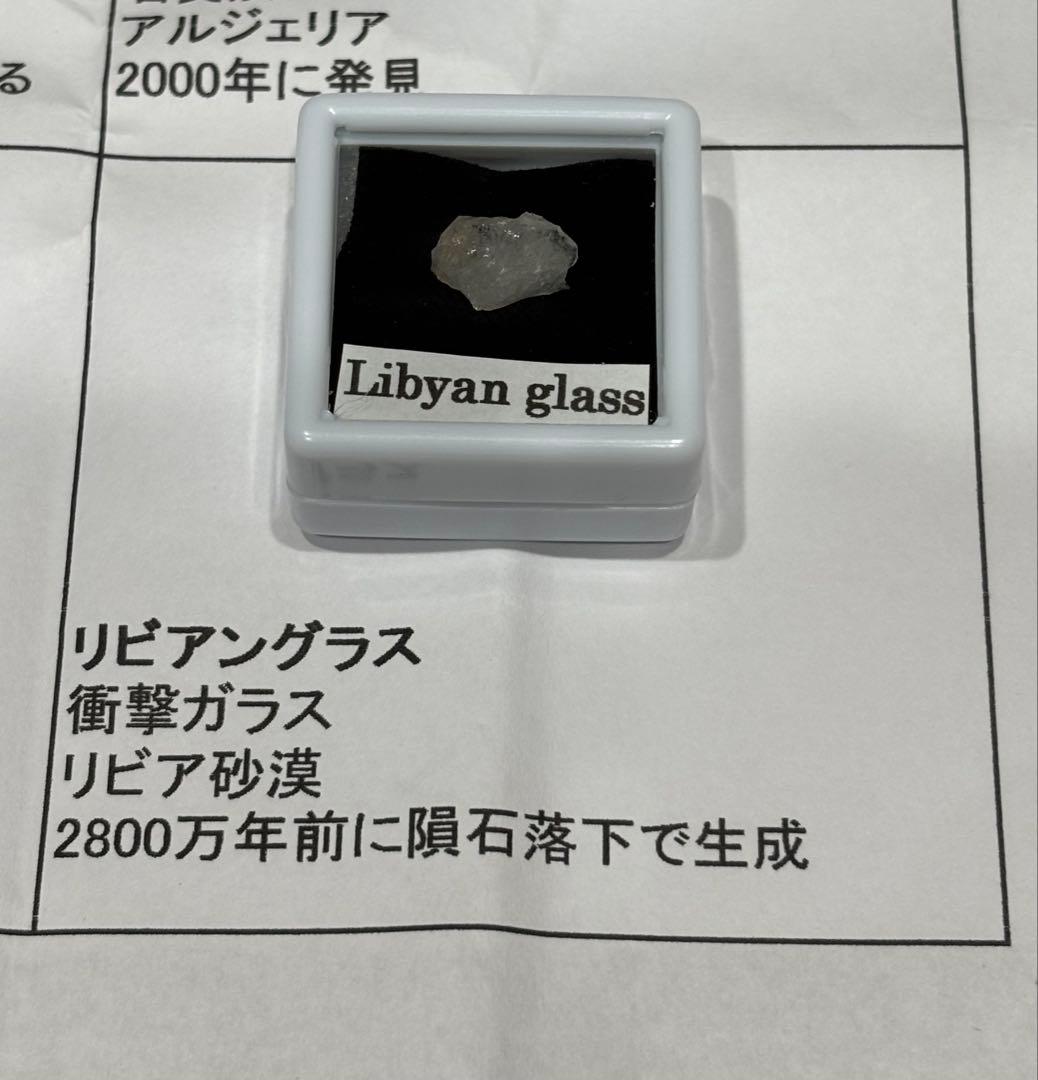 アルジェリア
る
2000年に発見
Libyan glass
リビアングラス
衝撃ガラス
リビア砂漠
2800万年前に隕石落下で生成